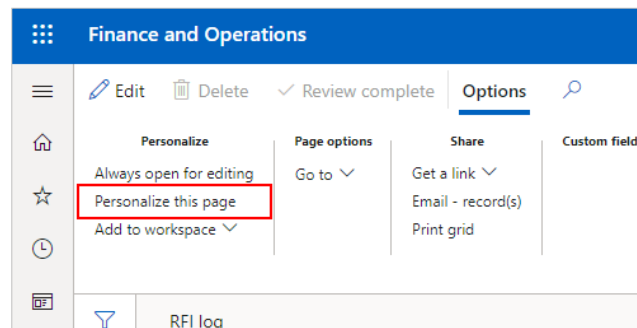 Finance and Operations
Edit Delete Review complete Options
Personalize Page options Share Custom field
Always open for editing Go to Get a link
Personalize this page Email - record(s)
Add to workspace Print grid
RFI log